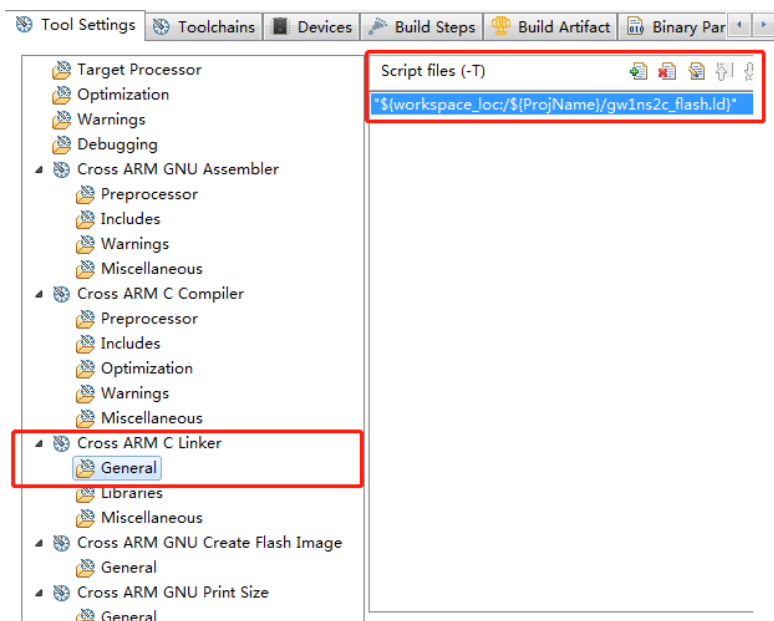 Tool Settings Toolchains Devices Build Steps Build Artifact Binary Par
Target Processor
Optimization
Warnings
Debugging
Cross ARM GNU Assembler
Preprocessor
Includes
Warnings
Miscellaneous
Cross ARM C Compiler
Preprocessor
Includes
Optimization
Warnings
Miscellaneous
Cross ARM C Linker
General
Libraries
Miscellaneous
Cross ARM GNU Create Flash Image
General
Cross ARM GNU Print Size
General
Script files (-T)
"${workspace_loc:/${ProjName}/gw1ns2c_flash.ld}"